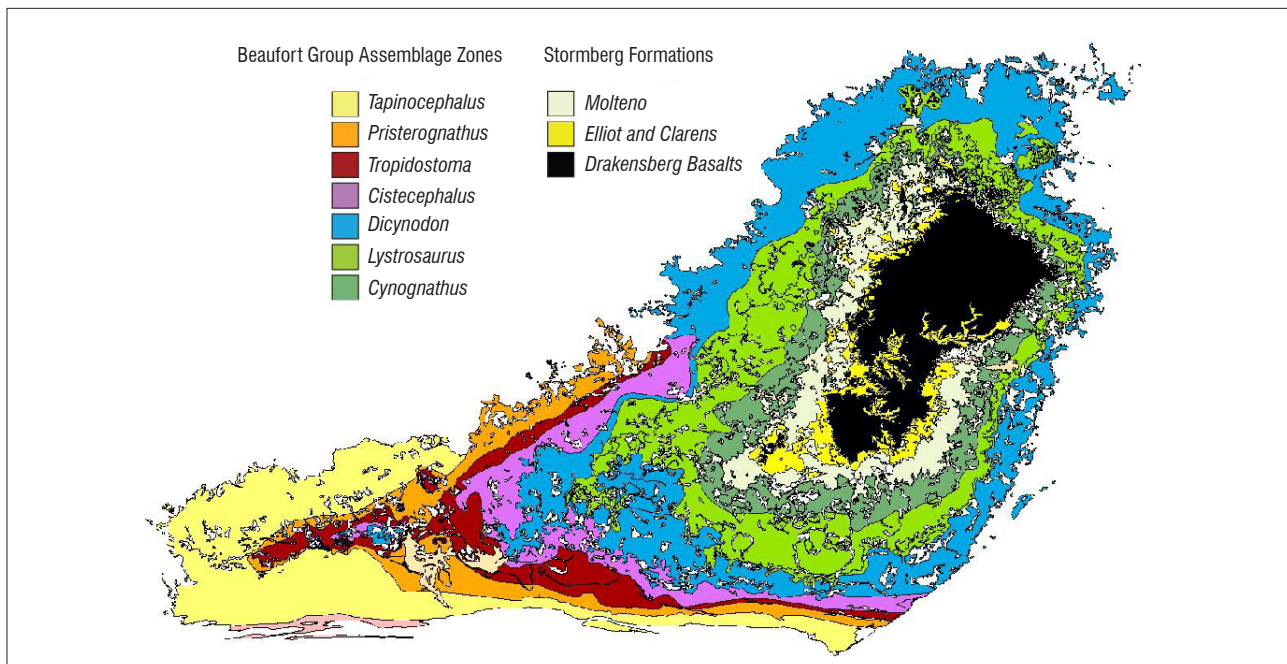 Beaufort Group Assemblage Zones
Tapinocephalus
Pristerognathus
Tropidostoma
Cistecephalus
Dicynodon
Lystrosaurus
Cynognathus
Stormberg Formations
Molteno
Elliot and Clarens
Drakensberg Basalts